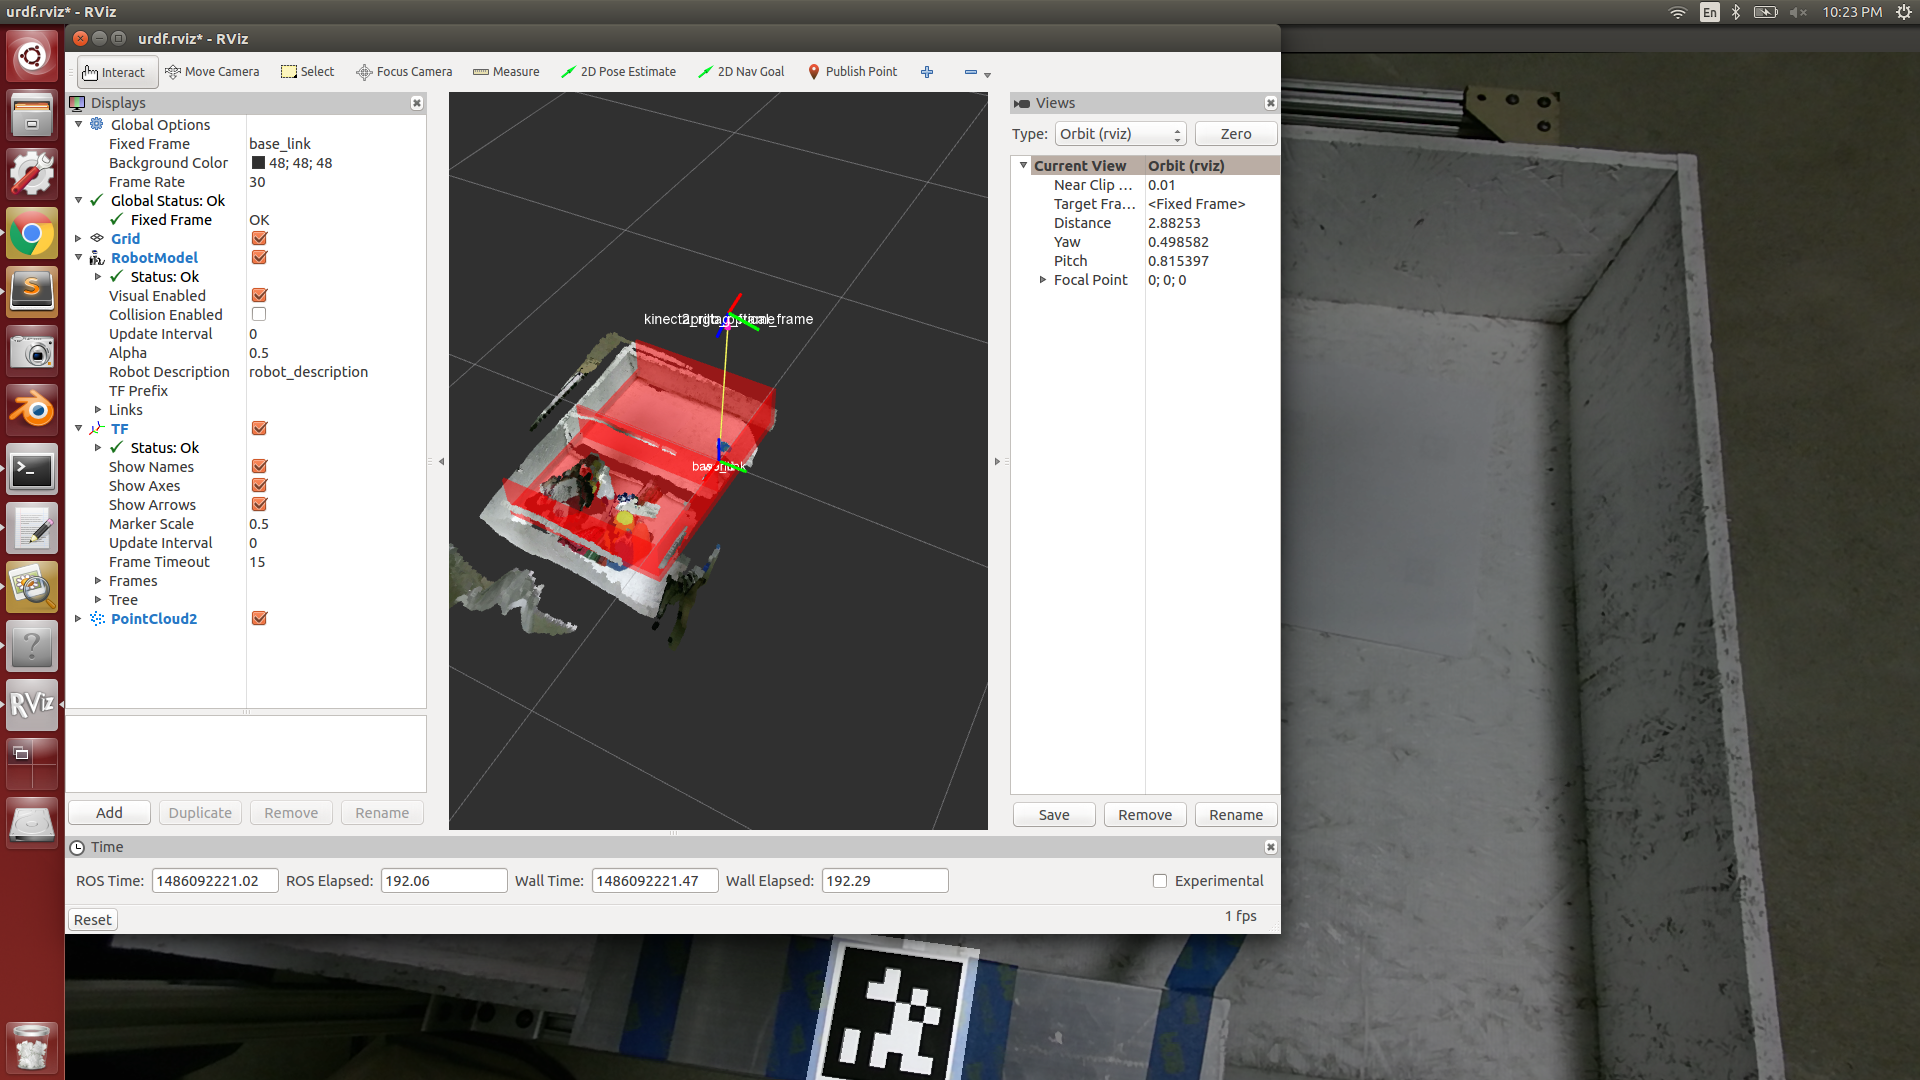 urdf.rviz* - RViz
En
10:23 PM
urdf.rviz* - RViz
Interact
Move Camera
Select
Focus Camera
Measure
2D Pose Estimate
2D Nav Goal
Publish Point
Displays
Global Options
Fixed Frame base_link
Background Color 48; 48; 48
Frame Rate 30
Global Status: Ok
Fixed Frame OK
Grid
RobotModel
Status: Ok
Visual Enabled
Collision Enabled
Update Interval 0
Alpha 0.5
Robot Description robot_description
TF Prefix
Links
TF
Status: Ok
Show Names
Show Axes
Show Arrows
Marker Scale 0.5
Update Interval 0
Frame Timeout 15
Frames
Tree
PointCloud2
Add
Duplicate
Remove
Rename
Views
Type: Orbit (rviz)
Zero
Current View Orbit (rviz)
Near Clip ... 0.01
Target Fra... <Fixed Frame>
Distance 2.88253
Yaw 0.498582
Pitch 0.815397
Focal Point 0; 0; 0
Save
Remove
Rename
Time
ROS Time: 1486092221.02
ROS Elapsed: 192.06
Wall Time: 1486092221.47
Wall Elapsed: 192.29
Experimental
Reset
1 fps
RViz